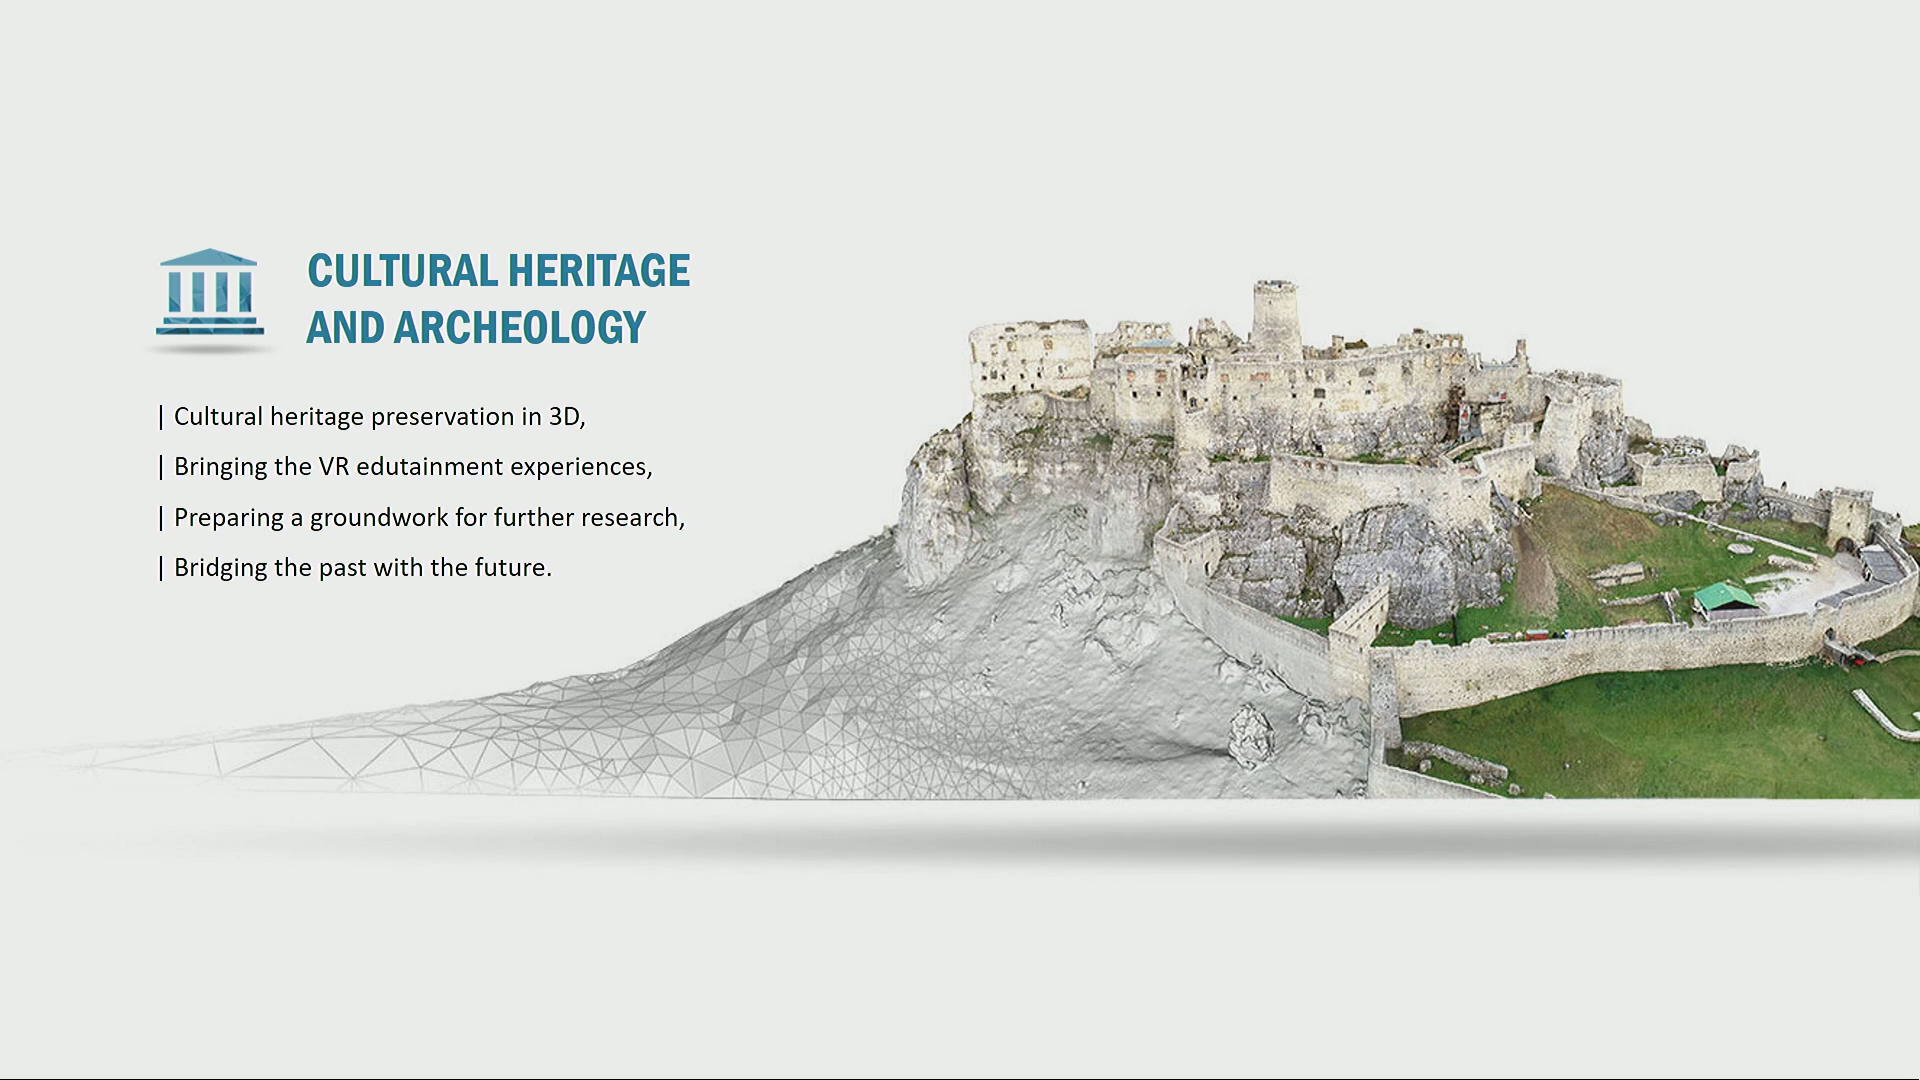 CULTURAL HERITAGE
AND ARCHEOLOGY
| Cultural heritage preservation in 3D,
| Bringing the VR edutainment experiences,
| Preparing a groundwork for further research,
| Bridging the past with the future.